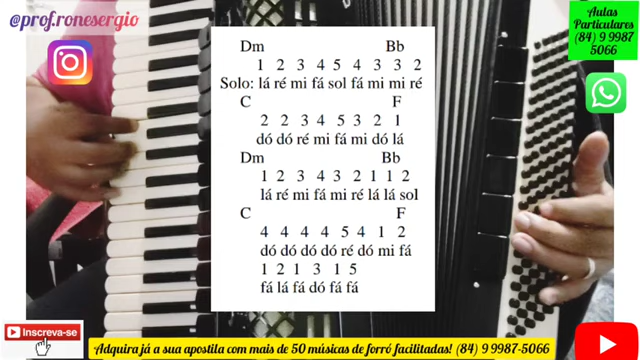 @prof.ronesergio
Aulas
Particulares
(84) 9 9987
5066
Dm Bb
1 2 3 4 5 4 3 3 2
Solo: lá ré mi fá sol fá mi mi ré
C F
2 2 3 4 5 3 2 1
dó dó ré mi fá mi dó lá
Dm Bb
1 2 3 4 3 2 1 1 2
lá ré mi fá mi ré lá lá sol
C F
4 4 4 4 5 4 1 2
dó dó dó dó ré dó mi fá
1 2 1 3 1 5
fá lá fá dó fá fá
Inscreva-se
Adquira já a sua apostila com mais de 50 músicas de forró facilitadas! (84) 9 9987-5066